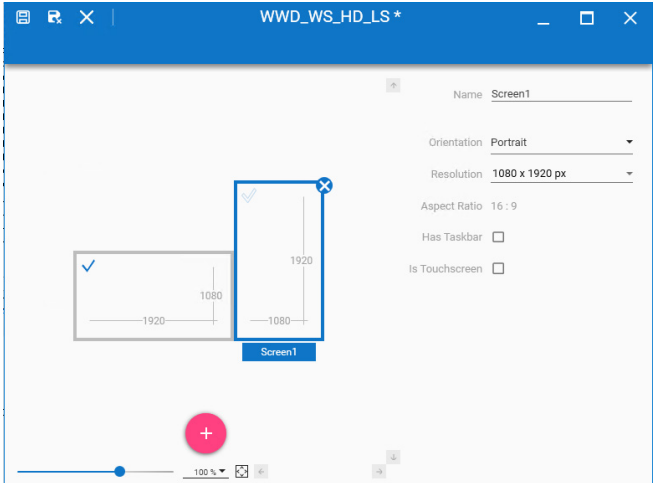 WWD_WS_HD_LS *
Name Screen1
Orientation Portrait
Resolution 1080 x 1920 px
Aspect Ratio 16 : 9
Has Taskbar
Is Touchscreen
1920
1080
1080
1920
Screen1
100 %